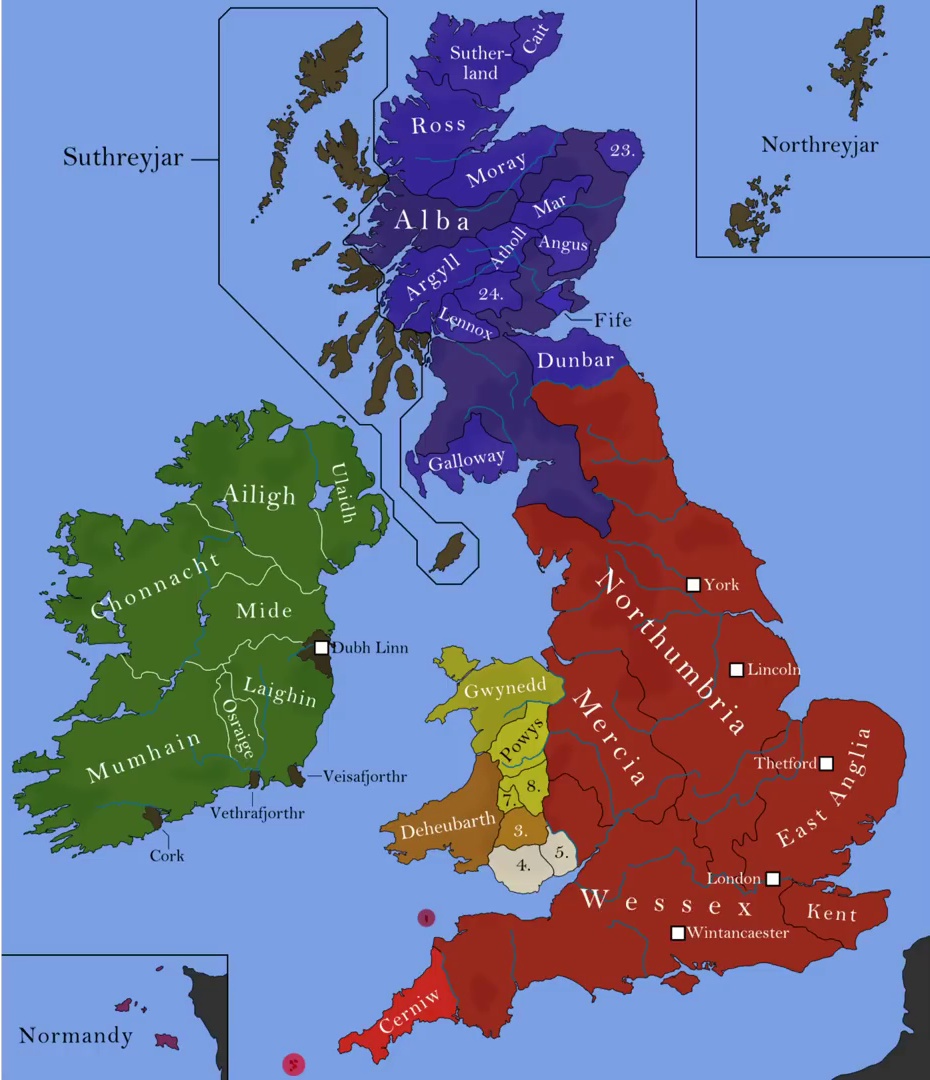 Suther-
land
Cait
Ross
Suthreyjar
Northreyjar
Moray
23.
Alba
Mar
Atholl
Angus
Argyll
24.
Lennox
Fife
Dunbar
Galloway
Ailigh
Ulaidh
Chonnacht
Mide
Dubh Linn
Laighin
Osraige
Mumhain
Veisafjorthr
Vethrafjorthr
Cork
Northumbria
York
Lincoln
Mercia
Gwynedd
Powys
7.
8.
Deheubarth
3.
4.
5.
Thetford
East Anglia
London
Wessex
Kent
Wintancaester
Cerniw
Normandy